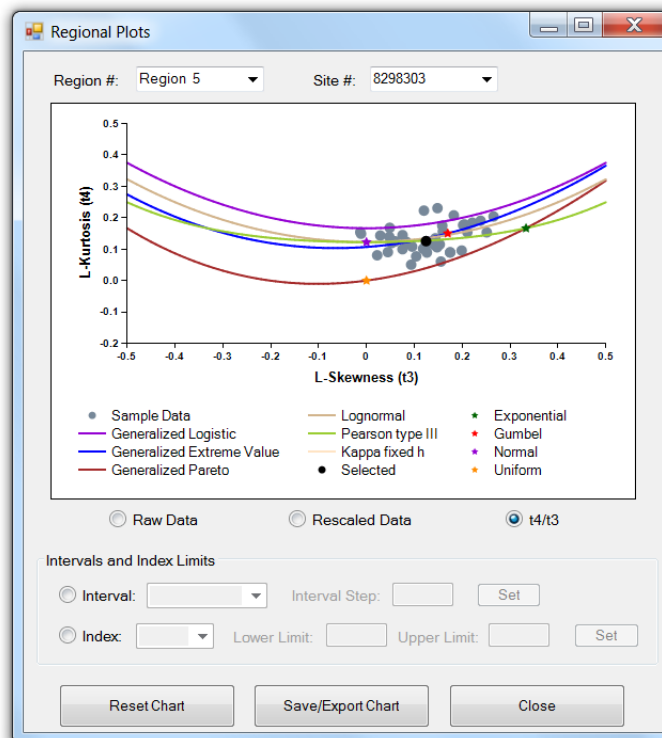 Regional Plots
Region #: Region 5 Site #: 8298303
0.5
0.4
0.3
0.2
0.1
0.0
-0.1
-0.2
L-Kurtosis (t4)
-0.5 -0.4 -0.3 -0.2 -0.1 0 0.1 0.2 0.3 0.4 0.5
L-Skewness (t3)
Sample Data Lognormal Exponential
Generalized Logistic Pearson type III Gumbel
Generalized Extreme Value Kappa fixed h Normal
Generalized Pareto Selected Uniform
Raw Data Rescaled Data t4/t3
Intervals and Index Limits
Interval: Interval Step: Set
Index: Lower Limit: Upper Limit: Set
Reset Chart Save/Export Chart Close